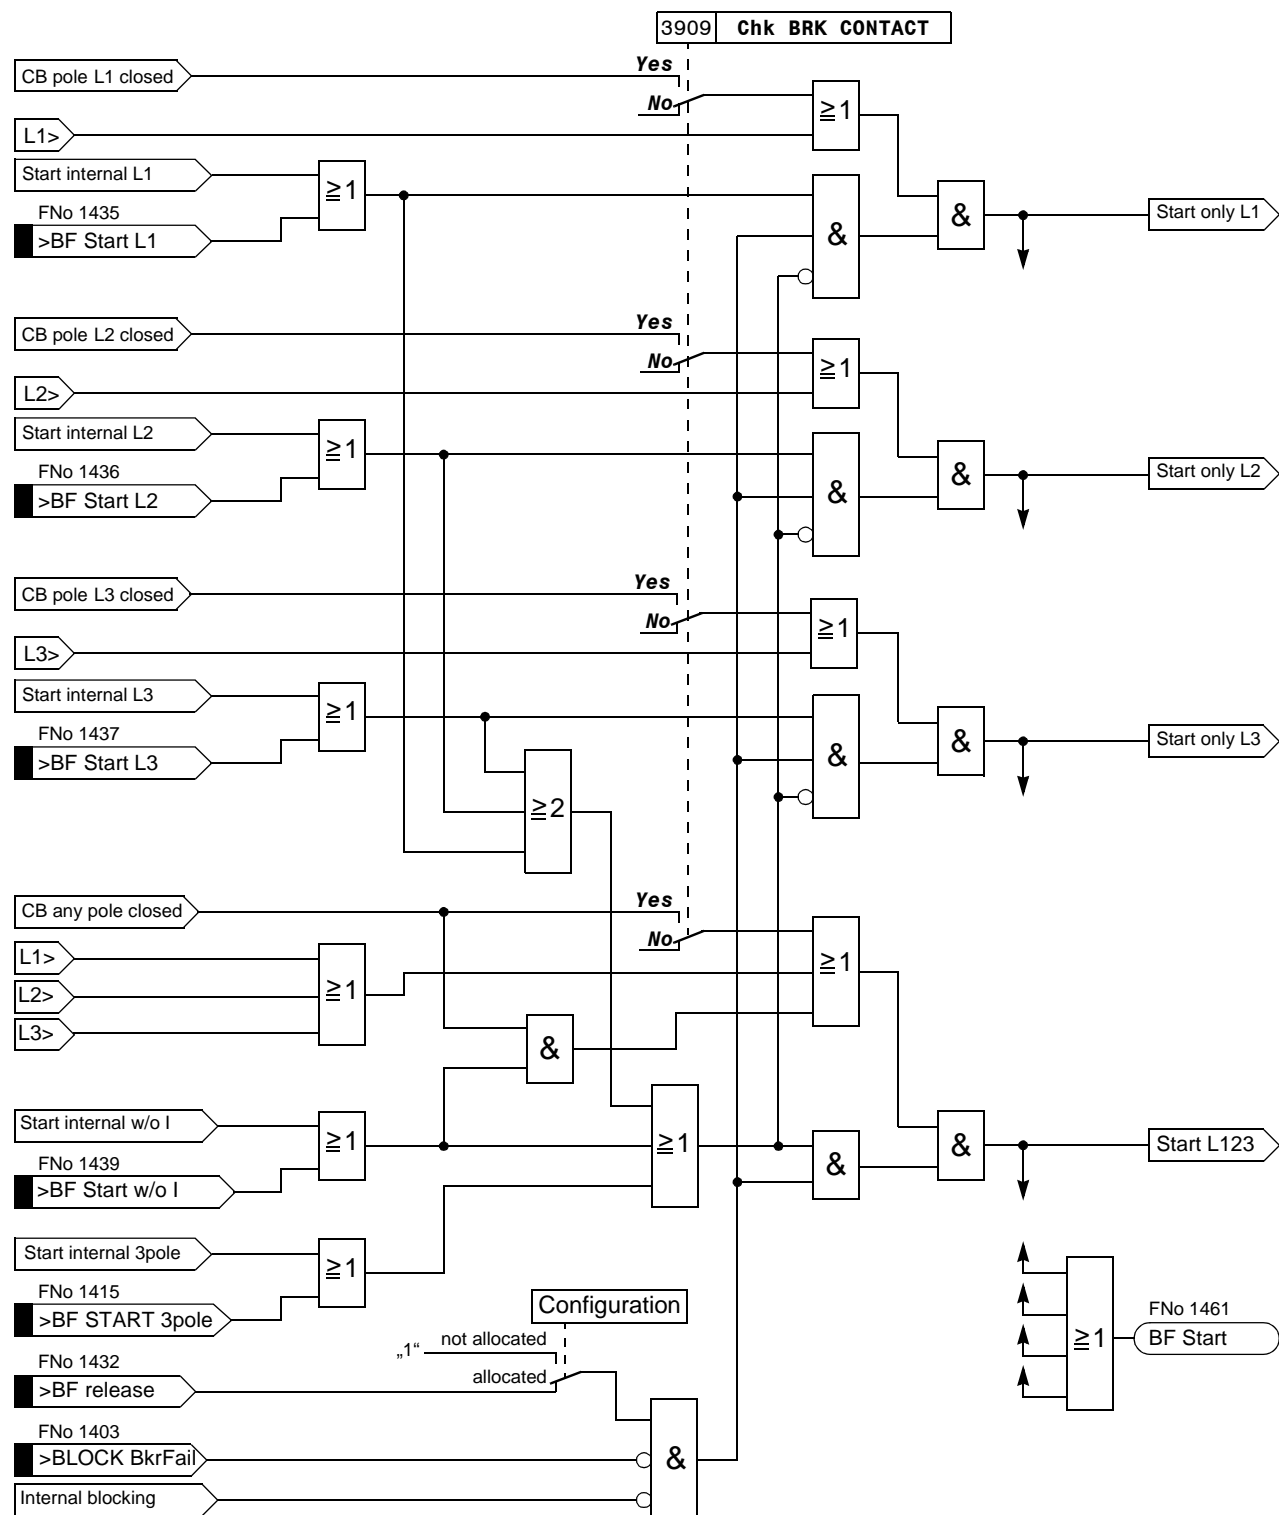 3909 Chk BRK CONTACT
Yes
CB pole L1 closed
No
≧1
L1>
Start internal L1
≧1
FNo 1435
>BF Start L1
&
&
Start only L1
Yes
CB pole L2 closed
No
≧1
L2>
Start internal L2
≧1
FNo 1436
>BF Start L2
&
&
Start only L2
Yes
CB pole L3 closed
No
≧1
L3>
Start internal L3
≧1
FNo 1437
>BF Start L3
&
&
Start only L3
≧2
Yes
CB any pole closed
No
L1>
L2>
L3>
≧1
≧1
&
Start internal w/o I
≧1
FNo 1439
>BF Start w/o I
≧1
&
&
Start L123
Start internal 3pole
≧1
FNo 1415
>BF START 3pole
Configuration
„1“ not allocated
allocated
FNo 1432
>BF release
≧1
FNo 1461
BF Start
FNo 1403
>BLOCK BkrFail
&
Internal blocking